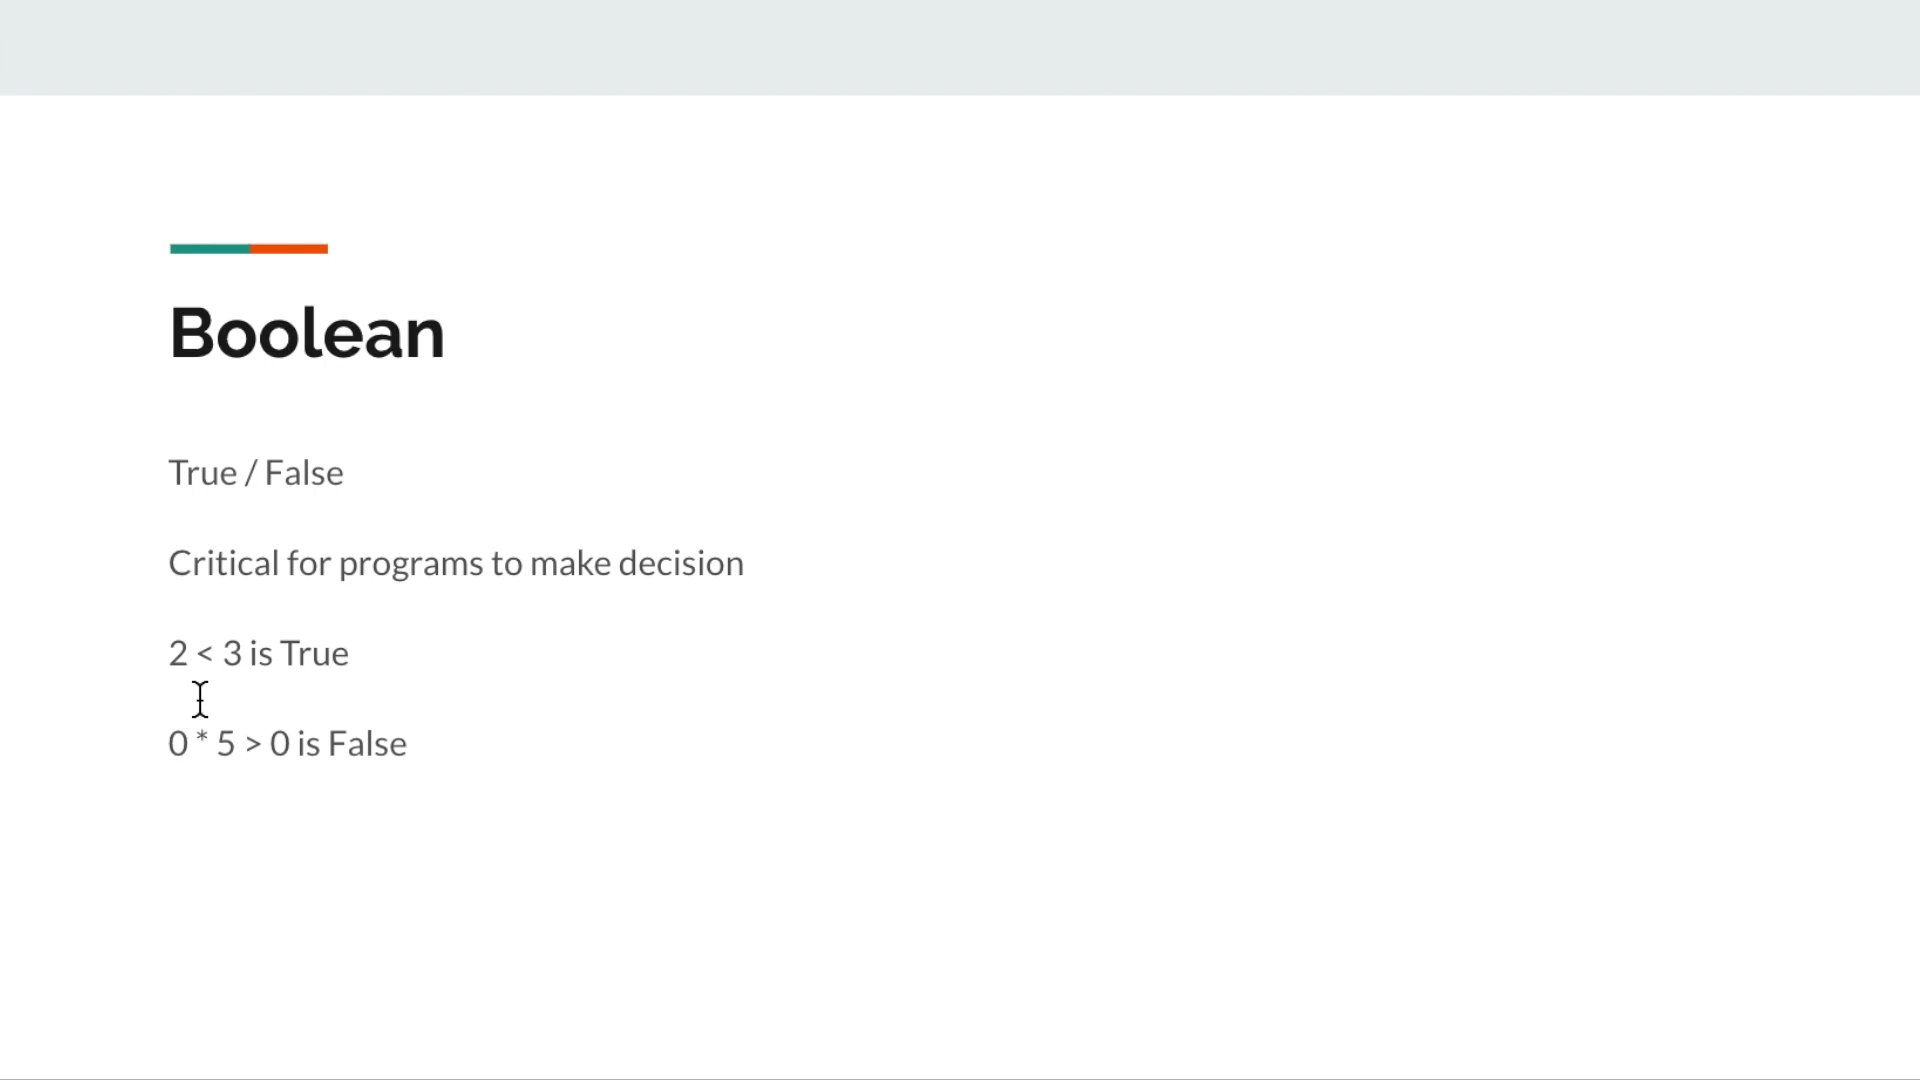 Boolean
True / False
Critical for programs to make decision
2 < 3 is True
0 * 5 > 0 is False